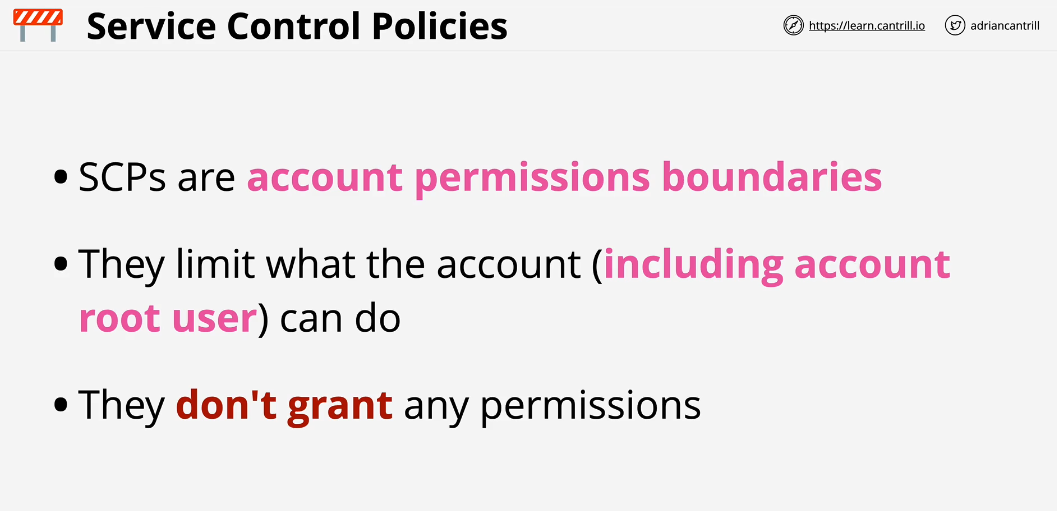 Service Control Policies
https://learn.cantrill.io
adriancantrill
• SCPs are account permissions boundaries
• They limit what the account (including account
root user) can do
• They don't grant any permissions